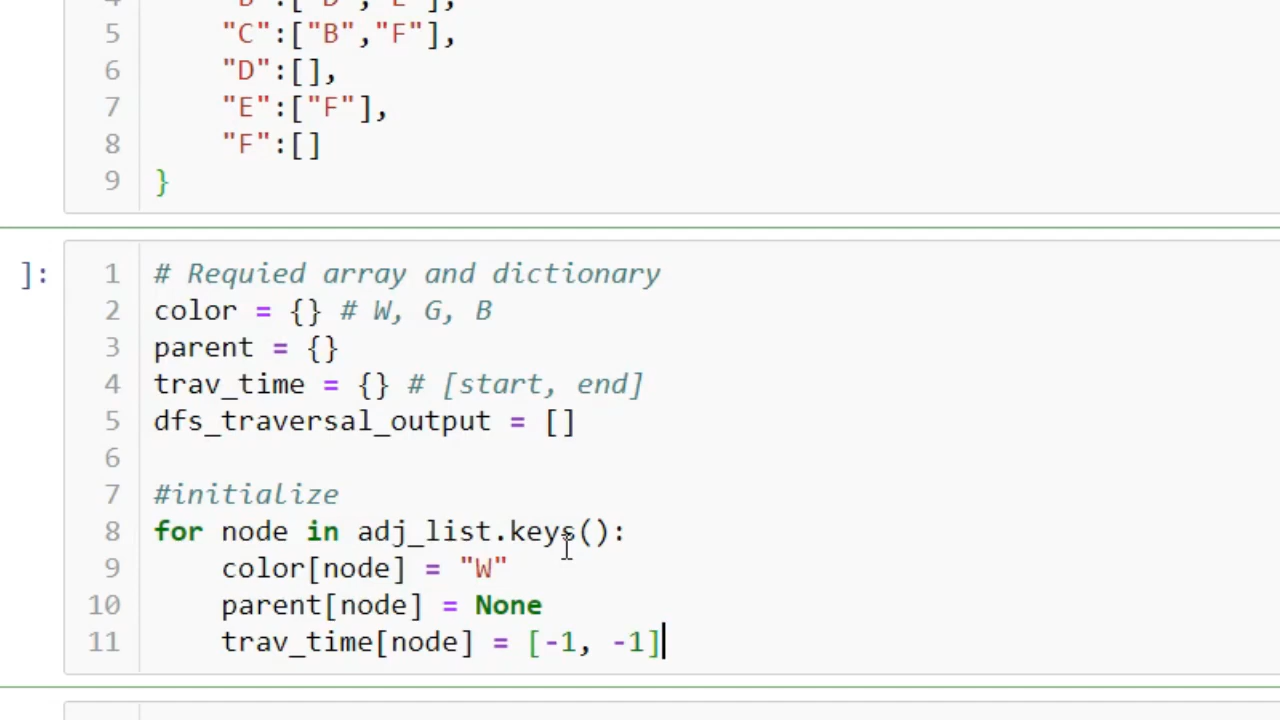 5 "C":["B","F"],
6 "D":[],
7 "E":["F"],
8 "F":[]
9 }
]:
1 # Requied array and dictionary
2 color = {} # W, G, B
3 parent = {}
4 trav_time = {} # [start, end]
5 dfs_traversal_output = []
6
7 #initialize
8 for node in adj_list.keys():
9 color[node] = "W"
10 parent[node] = None
11 trav_time[node] = [-1, -1]